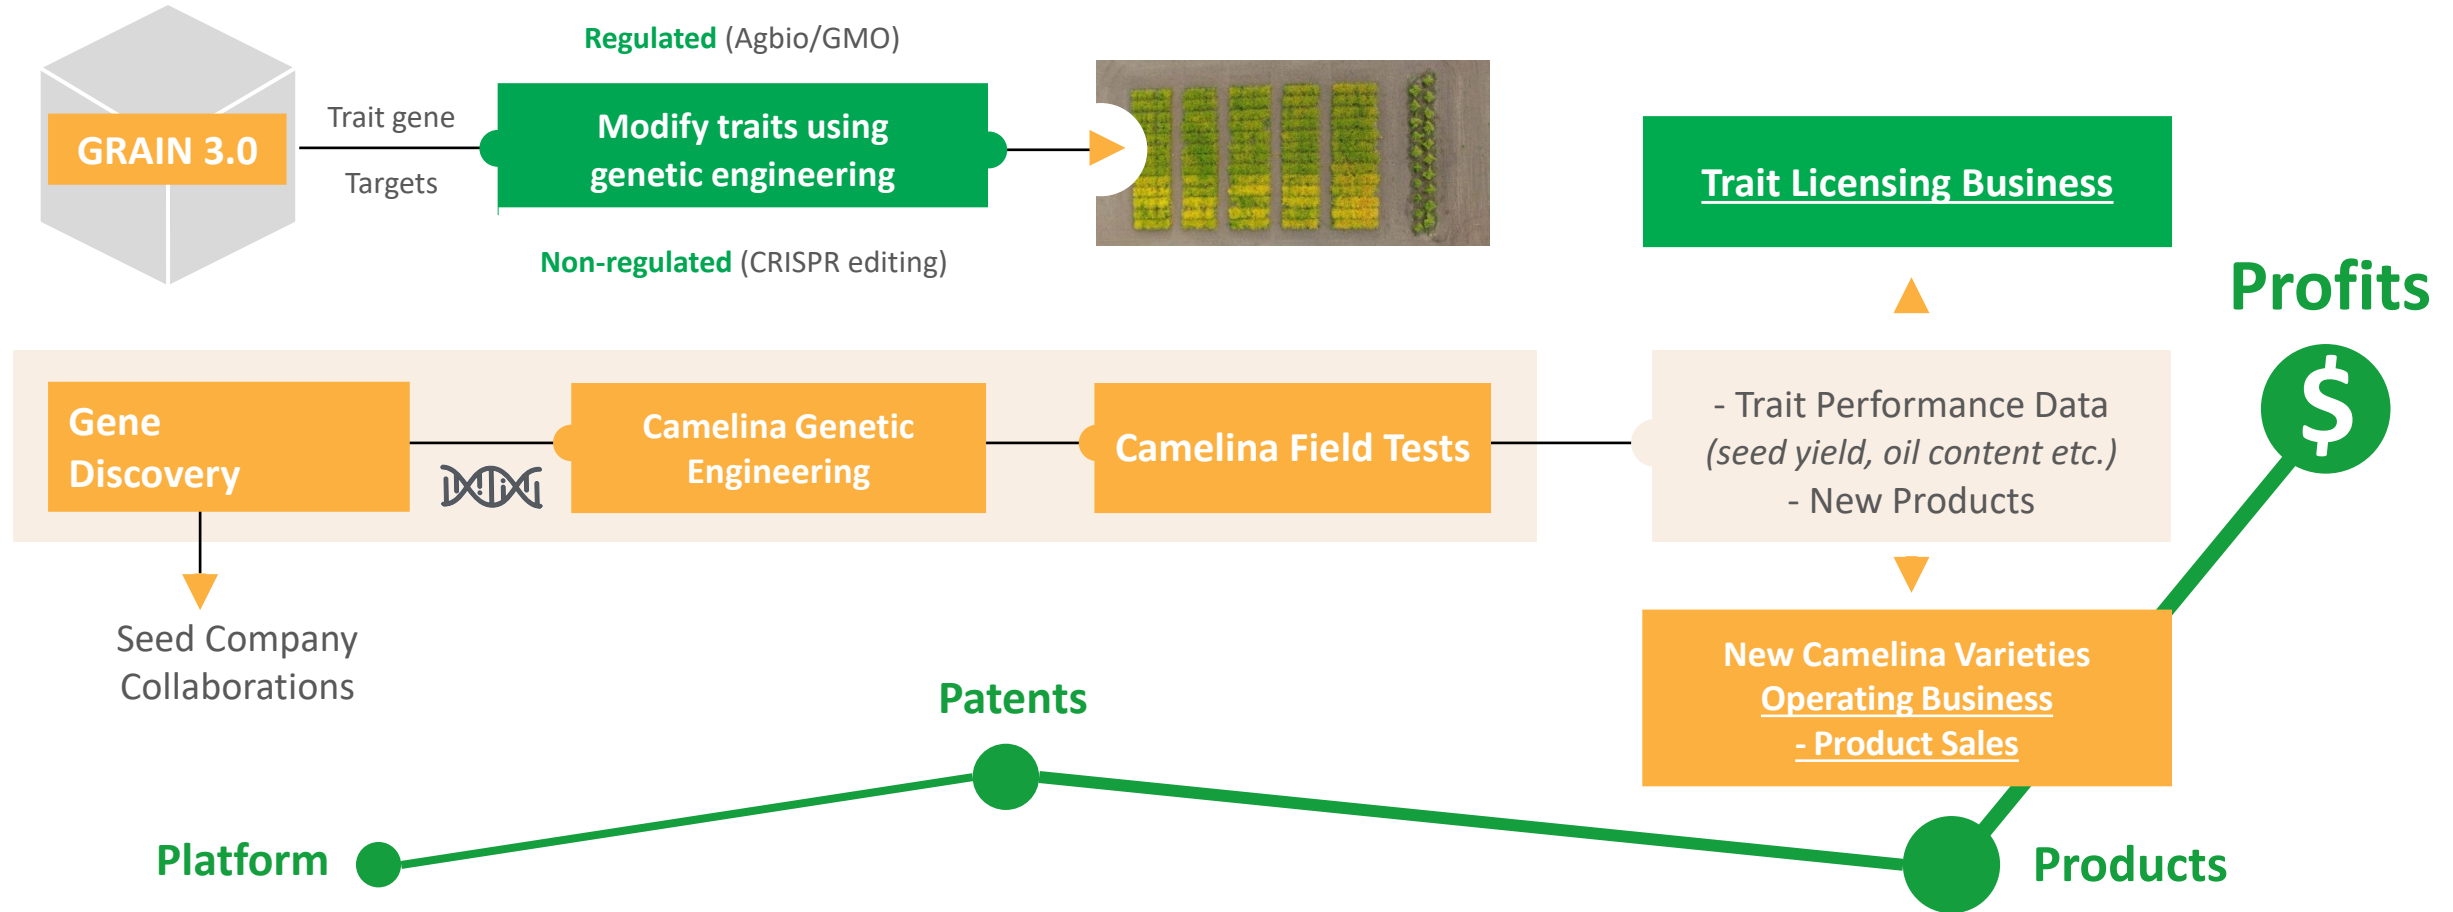 Regulated (Agbio/GMO)
GRAIN 3.0
Trait gene
Targets
Modify traits using
genetic engineering
Non-regulated (CRISPR editing)
Trait Licensing Business
Profits
$
Gene
Discovery
Camelina Genetic
Engineering
Camelina Field Tests
- Trait Performance Data
(seed yield, oil content etc.)
- New Products
Seed Company
Collaborations
New Camelina Varieties
Operating Business
- Product Sales
Patents
Platform
Products